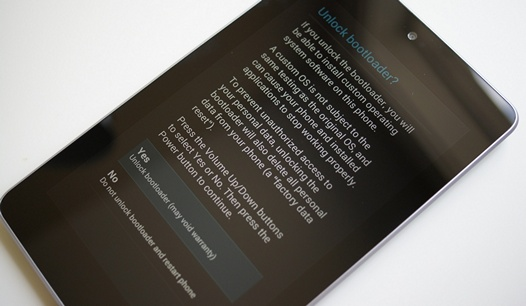 Unlock bootloader?
If you unlock the bootloader, you will
be able to install custom operating
system software on this phone.
A custom OS is not subject to the
same testing as the original OS, and
can cause your phone and installed
applications to stop working properly.
To prevent unauthorized access to
your personal data, unlocking the
bootloader will also delete all personal
data from your phone (a "factory data
reset").
Press the Volume Up/Down buttons
to select Yes or No. Then press the
Power button to continue.
Yes
Unlock bootloader (may void warranty)
No
Do not unlock bootloader and restart phone